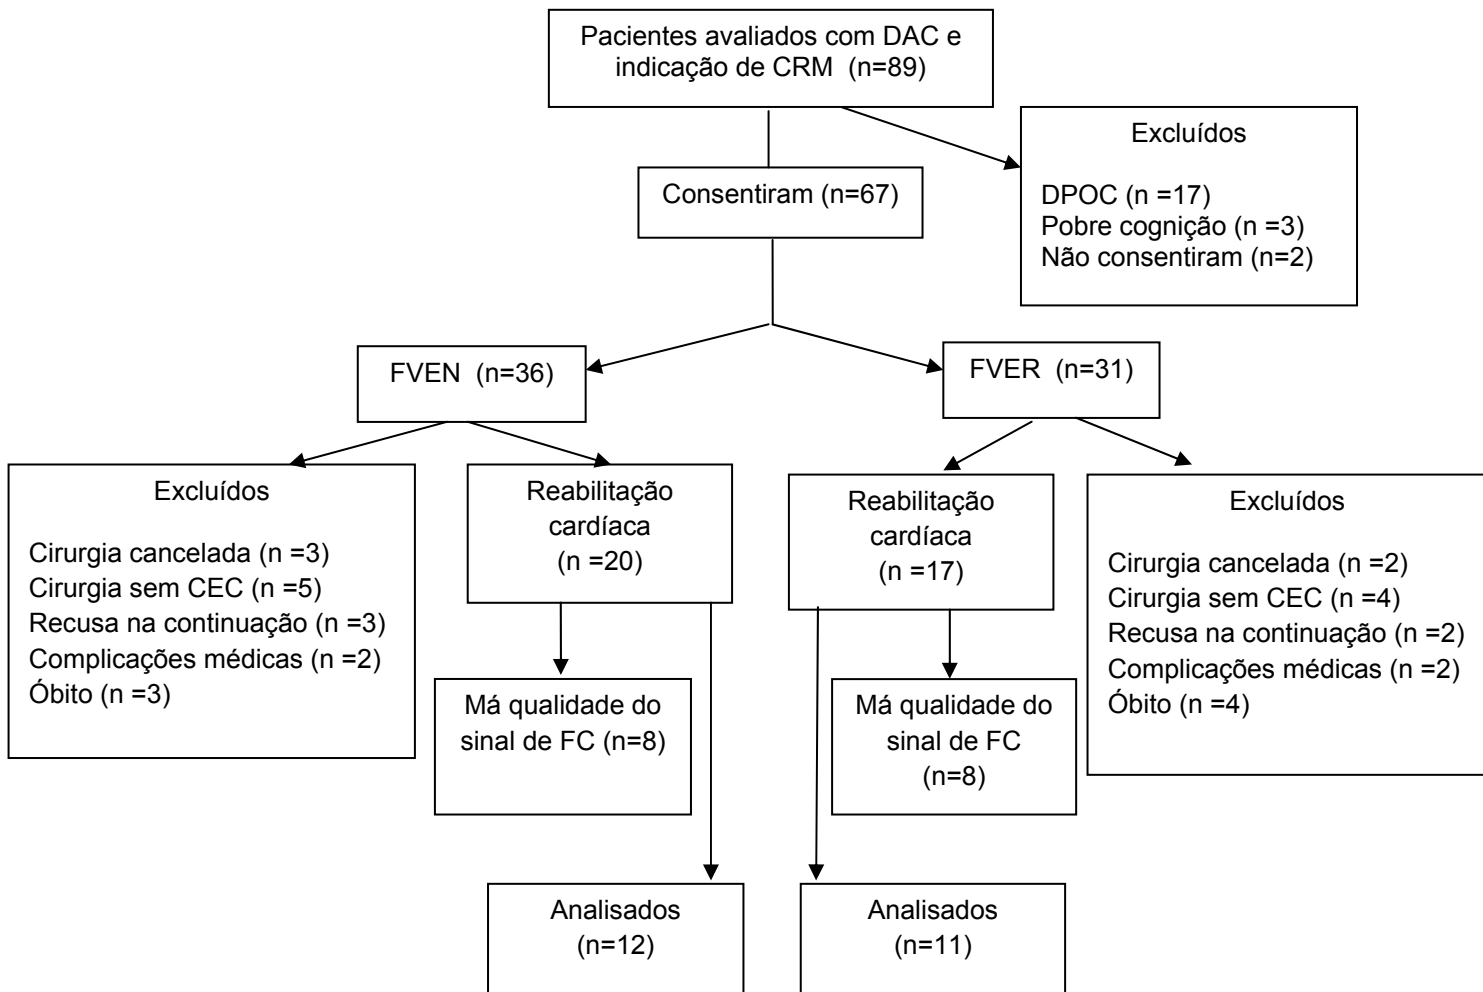 Pacientes avaliados com DAC e
indicação de CRM (n=89)
Excluídos
DPOC (n =17)
Pobre cognição (n =3)
Não consentiram (n=2)
Consentiram (n=67)
FVEN (n=36)
FVER (n=31)
Excluídos
Cirurgia cancelada (n =3)
Cirurgia sem CEC (n =5)
Recusa na continuação (n =3)
Complicações médicas (n =2)
Óbito (n =3)
Reabilitação
cardíaca
(n =20)
Reabilitação
cardíaca
(n =17)
Excluídos
Cirurgia cancelada (n =2)
Cirurgia sem CEC (n =4)
Recusa na continuação (n =2)
Complicações médicas (n =2)
Óbito (n =4)
Má qualidade do
sinal de FC (n=8)
Má qualidade do
sinal de FC
(n=8)
Analisados
(n=12)
Analisados
(n=11)